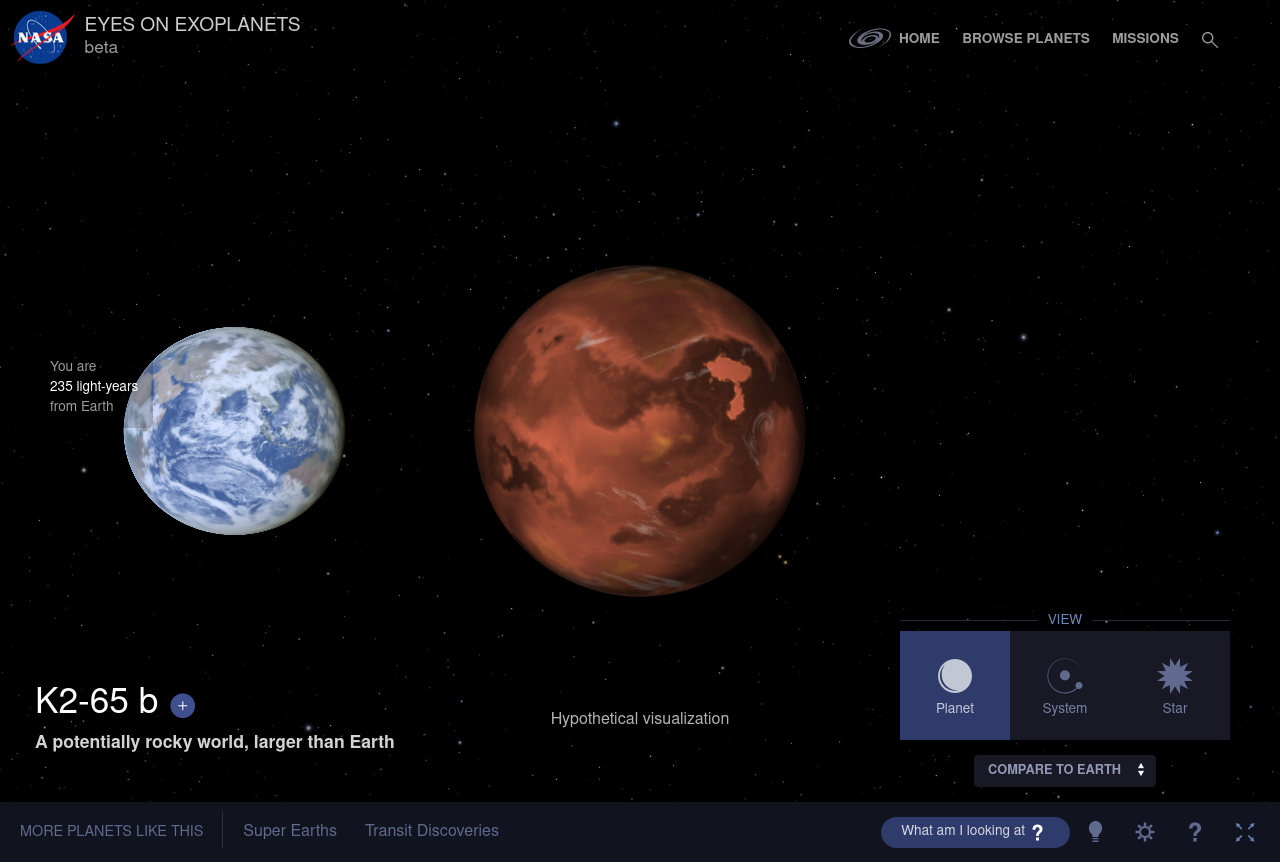 NASA
EYES ON EXOPLANETS
beta
HOME
BROWSE PLANETS
MISSIONS
You are
235 light-years
from Earth
K2-65 b +
A potentially rocky world, larger than Earth
Hypothetical visualization
VIEW
Planet
System
Star
COMPARE TO EARTH
MORE PLANETS LIKE THIS
Super Earths
Transit Discoveries
What am I looking at ?
?